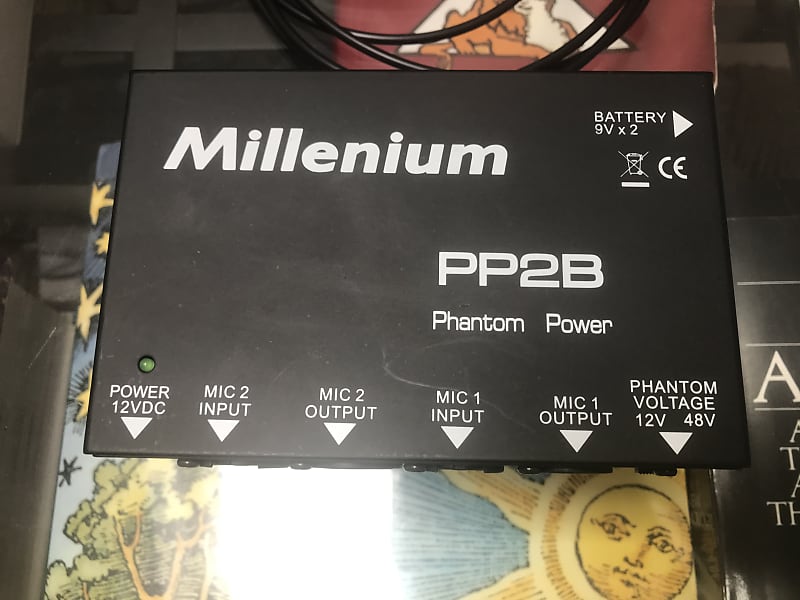 Millenium
BATTERY
9V x 2
CE
PP2B
Phantom Power
POWER
12VDC
MIC 2
INPUT
MIC 2
OUTPUT
MIC 1
INPUT
MIC 1
OUTPUT
PHANTOM
VOLTAGE
12V 48V
A
A
T
A
TH